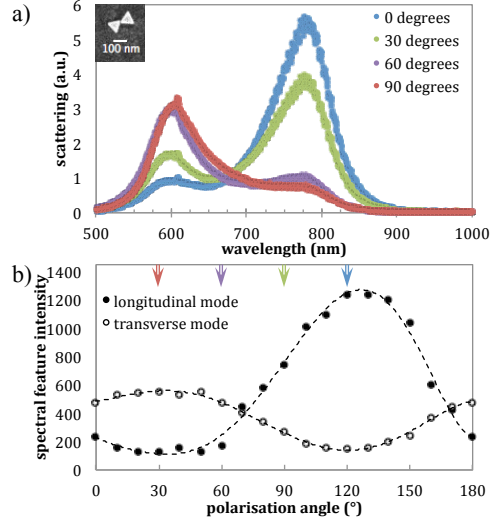 a)
100 nm
0 degrees
30 degrees
60 degrees
90 degrees
scattering (a.u.)
6
5
4
3
2
1
0
500 600 700 800 900 1000
wavelength (nm)
b)
longitudinal mode
transverse mode
spectral feature intensity
1400
1200
1000
800
600
400
200
0
0 30 60 90 120 150 180
polarisation angle (°)